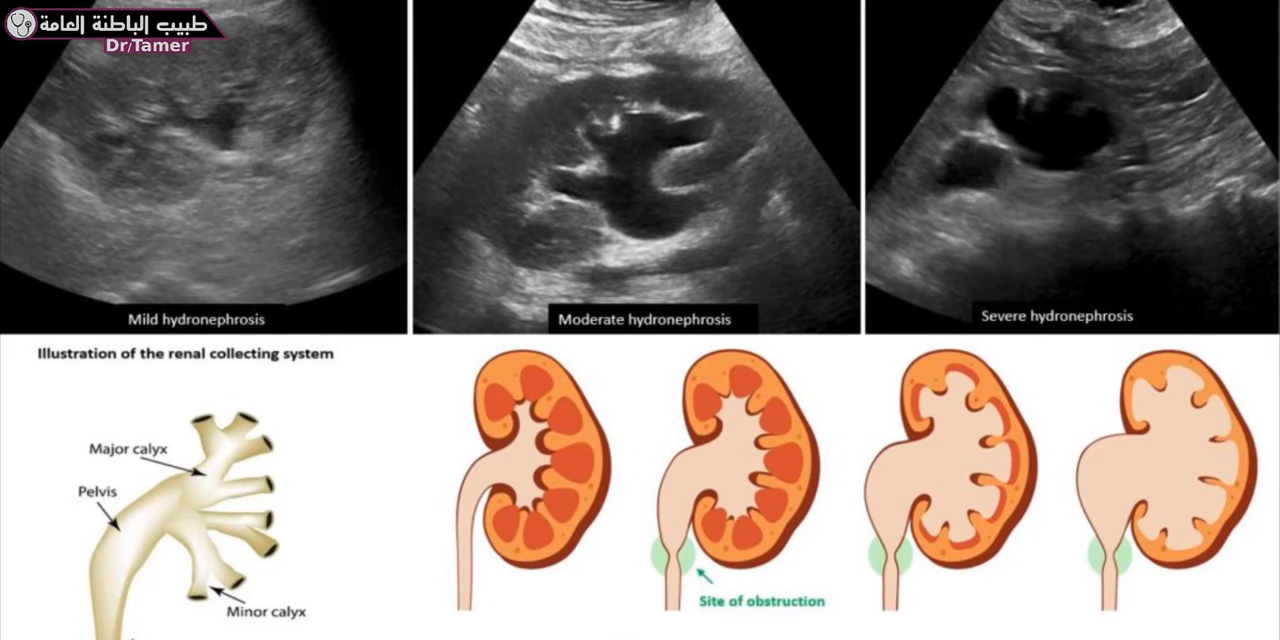 طبيب الباطنة العامة
Dr/Tamer
Mild hydronephrosis
Moderate hydronephrosis
Severe hydronephrosis
Illustration of the renal collecting system
Major calyx
Pelvis
Minor calyx
Site of obstruction